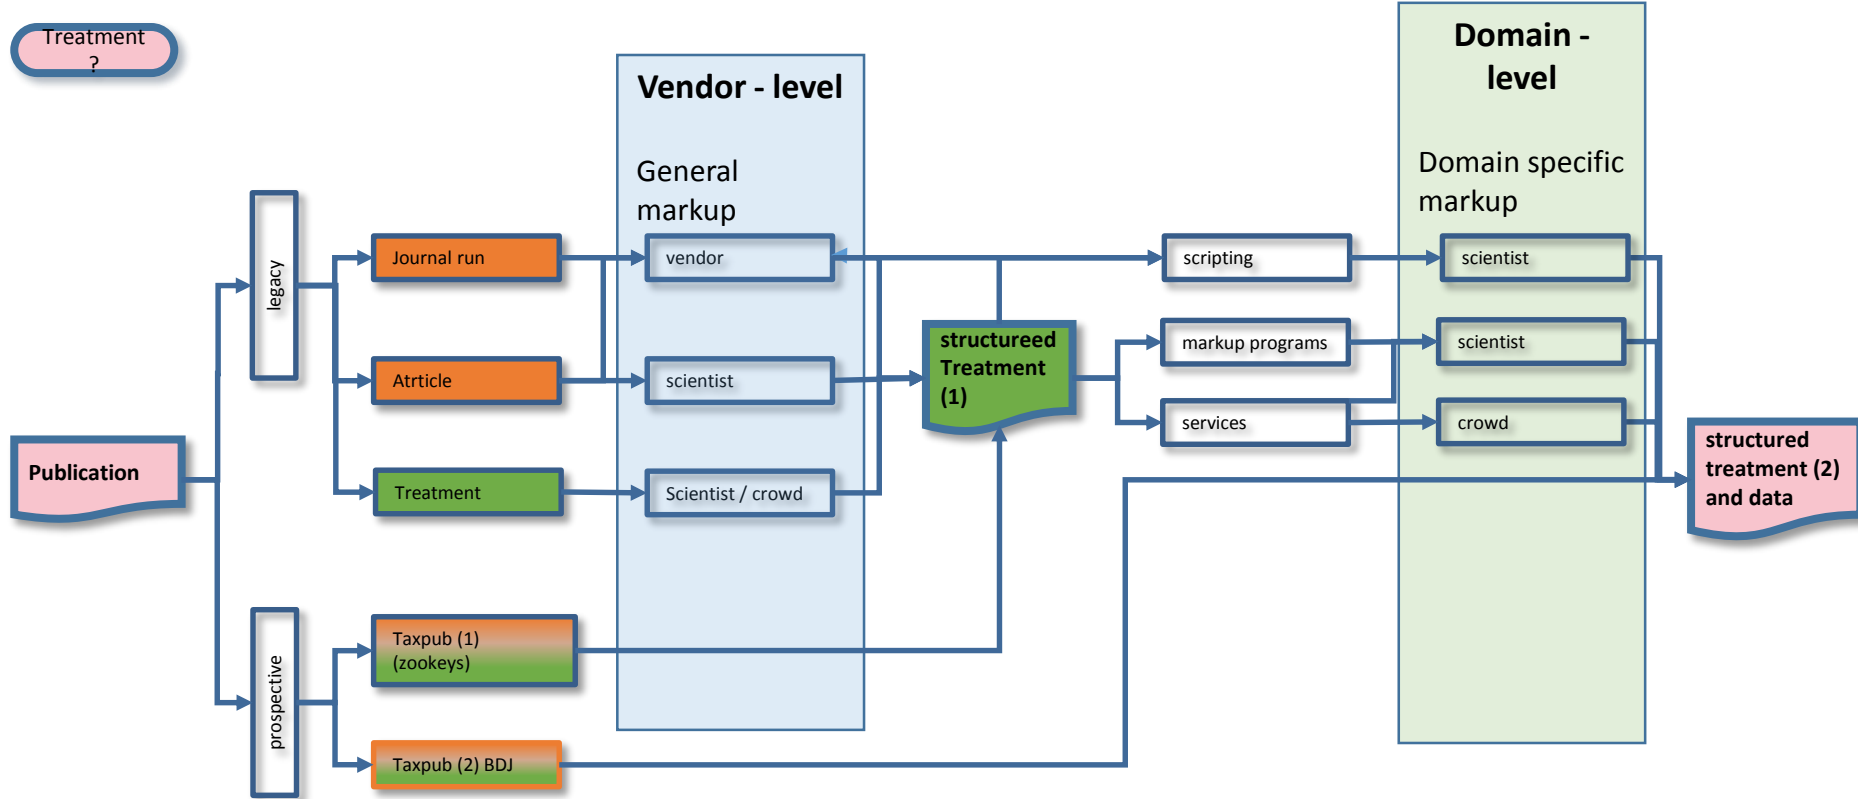 Treatment
?
Vendor - level
Domain -
level
General
markup
Domain specific
markup
legacy
Journal run
vendor
scripting
scientist
Atrticle
scientist
structureed
Treatment
(1)
markup programs
scientist
services
crowd
Publication
Treatment
Scientist / crowd
structured
treatment (2)
and data
prospective
Taxpub (1)
(zookeys)
Taxpub (2) BDJ